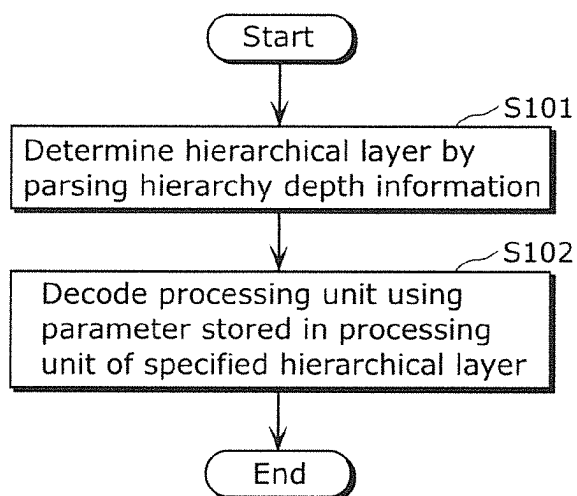 Start
S101
Determine hierarchical layer by
parsing hierarchy depth information
S102
Decode processing unit using
parameter stored in processing
unit of specified hierarchical layer
End